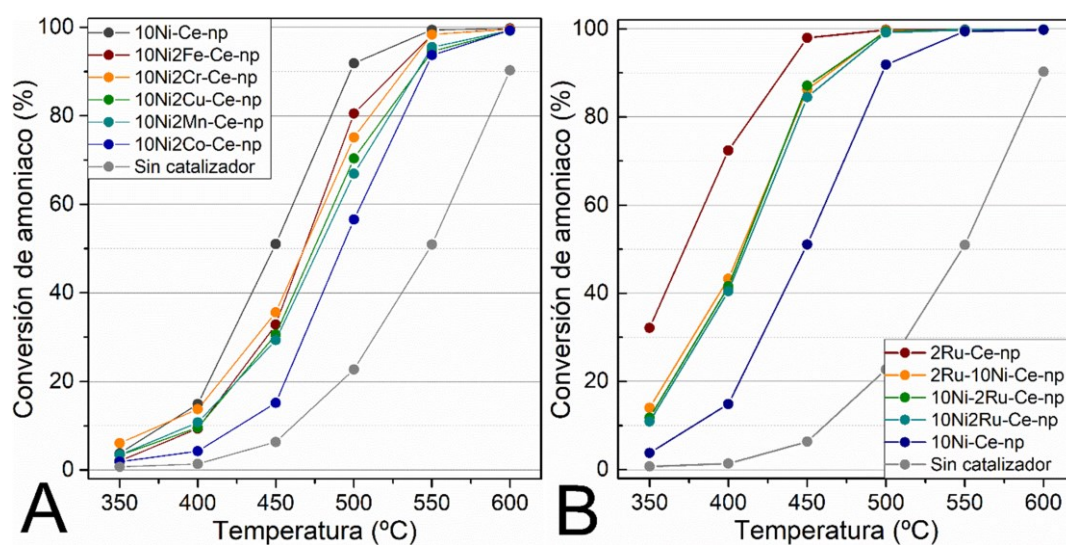 100
80
60
40
20
0
Conversión de amoniaco (%)
10Ni-Ce-np
10Ni2Fe-Ce-np
10Ni2Cr-Ce-np
10Ni2Cu-Ce-np
10Ni2Mn-Ce-np
10Ni2Co-Ce-np
Sin catalizador
350 400 450 500 550 600
Temperatura (ºC)
A
100
80
60
40
20
0
Conversión de amoniaco (%)
2Ru-Ce-np
2Ru-10Ni-Ce-np
10Ni-2Ru-Ce-np
10Ni2Ru-Ce-np
10Ni-Ce-np
Sin catalizador
350 400 450 500 550 600
Temperatura (ºC)
B